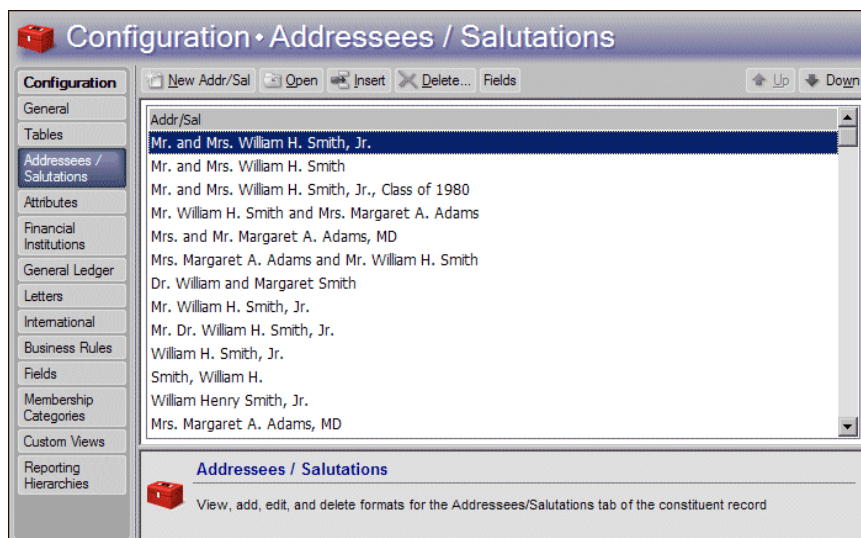 Configuration • Addressees / Salutations
Configuration
General
Tables
Addressees /
Salutations
Attributes
Financial
Institutions
General Ledger
Letters
International
Business Rules
Fields
Membership
Categories
Custom Views
Reporting
Hierarchies
New Addr/Sal Open Insert Delete... Fields Up Down
Addr/Sal
Mr. and Mrs. William H. Smith, Jr.
Mr. and Mrs. William H. Smith
Mr. and Mrs. William H. Smith, Jr., Class of 1980
Mr. William H. Smith and Mrs. Margaret A. Adams
Mrs. and Mr. Margaret A. Adams, MD
Mrs. Margaret A. Adams and Mr. William H. Smith
Dr. William and Margaret Smith
Mr. William H. Smith, Jr.
Mr. Dr. William H. Smith, Jr.
William H. Smith, Jr.
Smith, William H.
William Henry Smith, Jr.
Mrs. Margaret A. Adams, MD
Addressees / Salutations
View, add, edit, and delete formats for the Addressees/Salutations tab of the constituent record